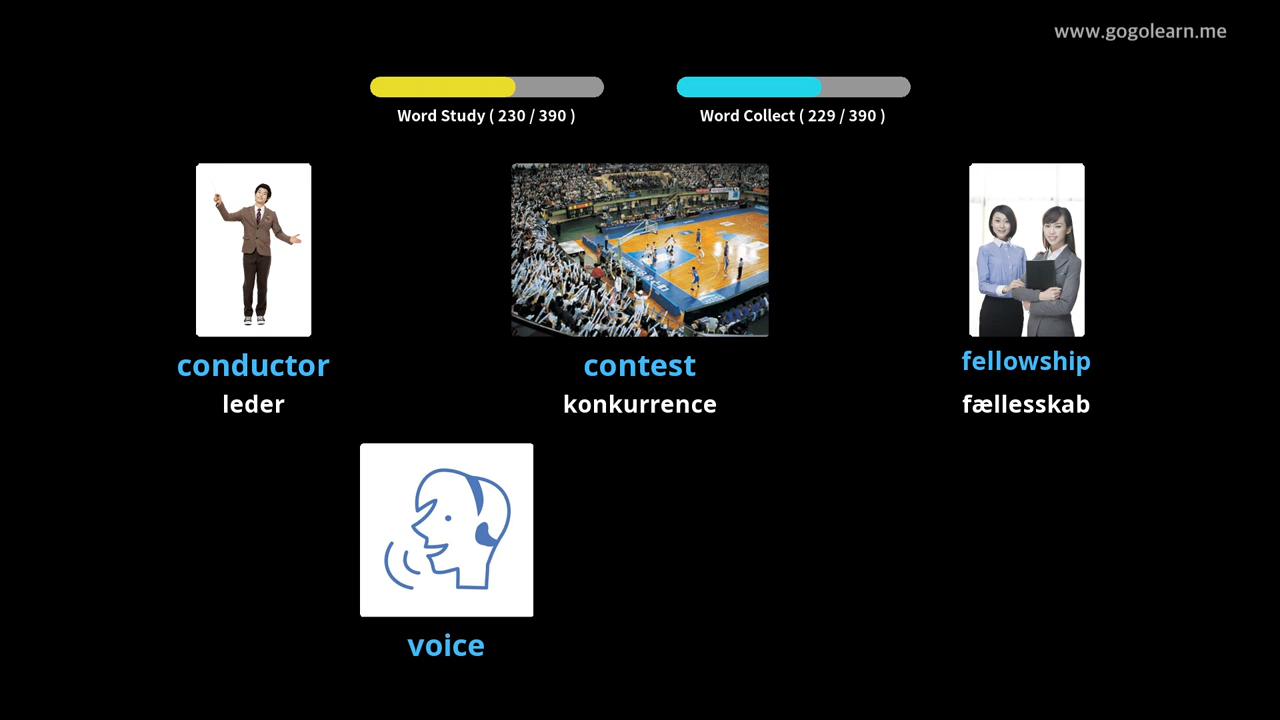 www.gogolearn.me
Word Study ( 230 / 390 )
Word Collect ( 229 / 390 )
conductor
leder
contest
konkurrence
fellowship
fællesskab
voice